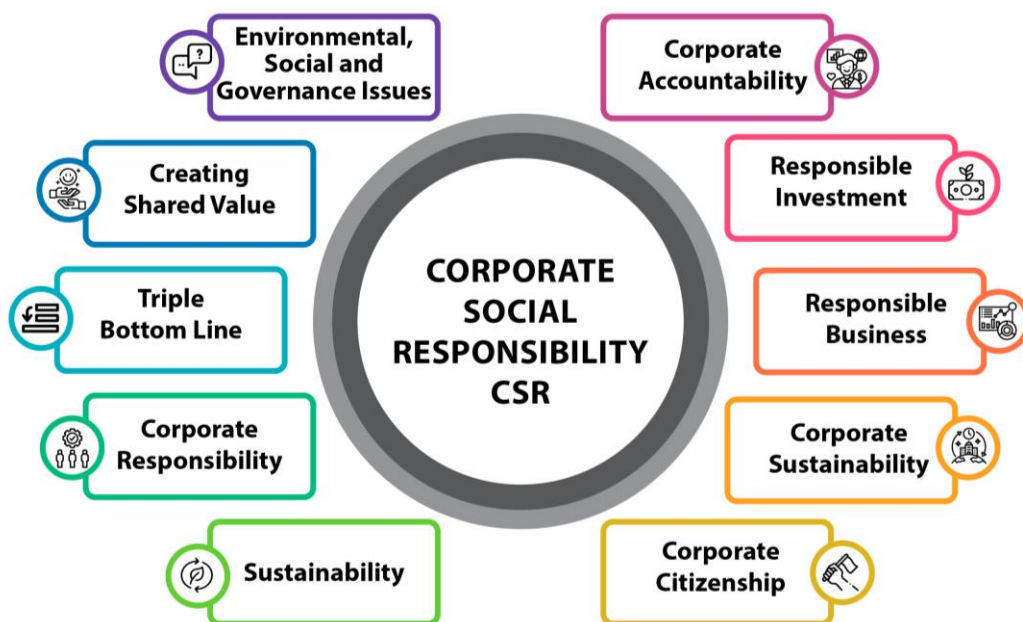 Environmental,
Social and
Governance Issues
Corporate
Accountability
Creating
Shared Value
Responsible
Investment
CORPORATE
SOCIAL
RESPONSIBILITY
CSR
Triple
Bottom Line
Responsible
Business
Corporate
Responsibility
Corporate
Sustainability
Sustainability
Corporate
Citizenship